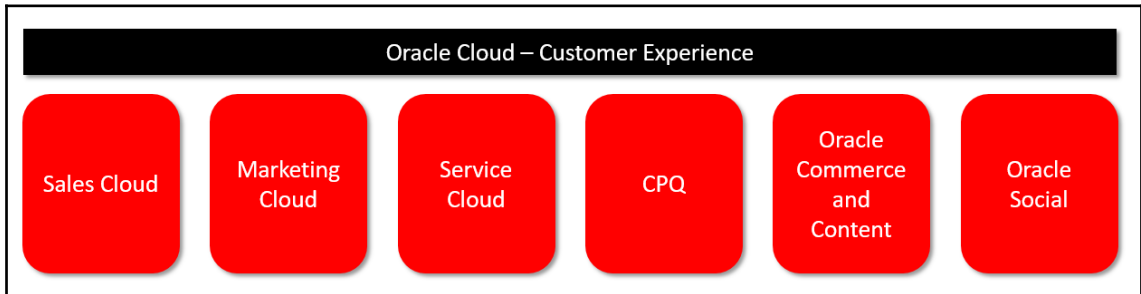 Oracle Cloud – Customer Experience
Sales Cloud
Marketing
Cloud
Service
Cloud
CPQ
Oracle
Commerce
and
Content
Oracle
Social